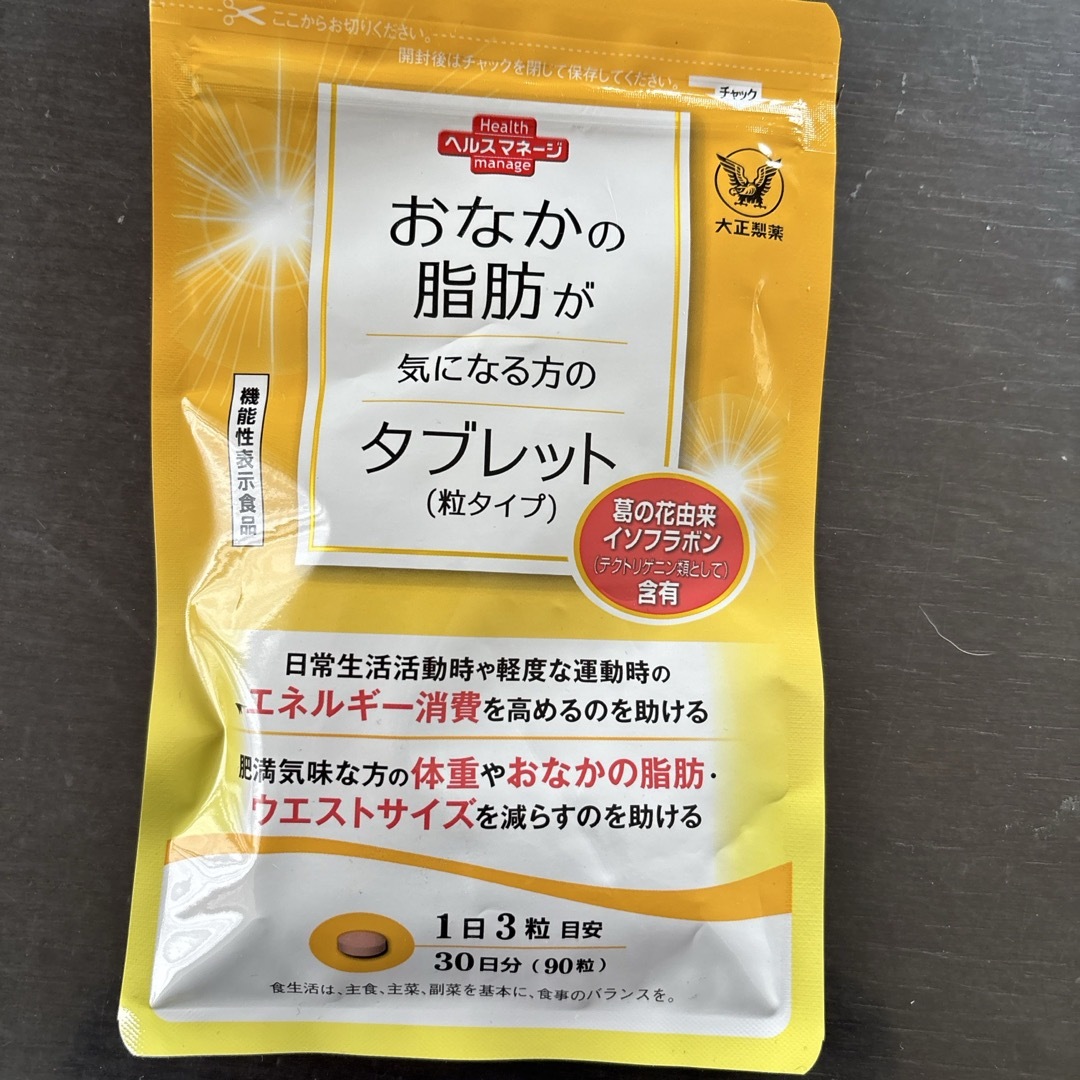 ここからお切りください。
開封後はチャックを閉じて保存してください。
チャック
Health
ヘルスマネージ
manage
大正製薬
おなかの
脂肪が
気になる方の
タブレット
(粒タイプ)
機能性表示食品
葛の花由来
イソフラボン
(テクトリゲニン類として)
含有
日常生活活動時や軽度な運動時の
エネルギー消費を高めるのを助ける
肥満気味な方の体重やおなかの脂肪・
ウエストサイズを減らすのを助ける
1日3粒 目安
30日分(90粒)
食生活は、主食、主菜、副菜を基本に、食事のバランスを。